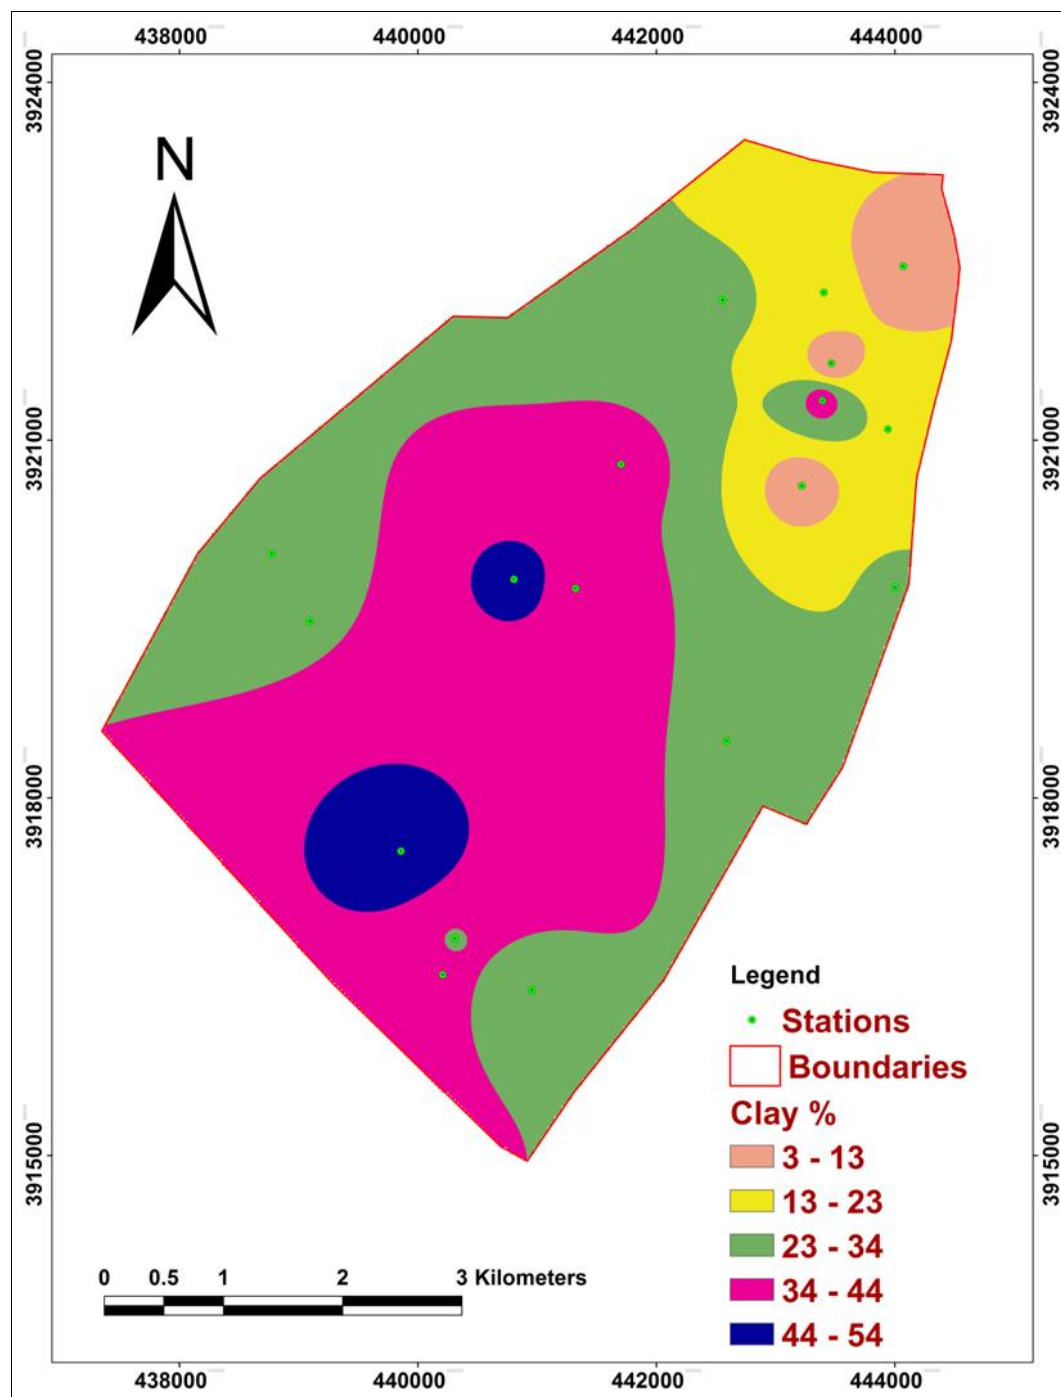 438000 440000 442000 444000
3924000 3924000
N
3921000 3921000
3918000 3918000
Legend
Stations
Boundaries
Clay %
3915000 3915000
3 - 13
13 - 23
23 - 34
34 - 44
44 - 54
0 0.5 1 2 3 Kilometers
438000 440000 442000 444000